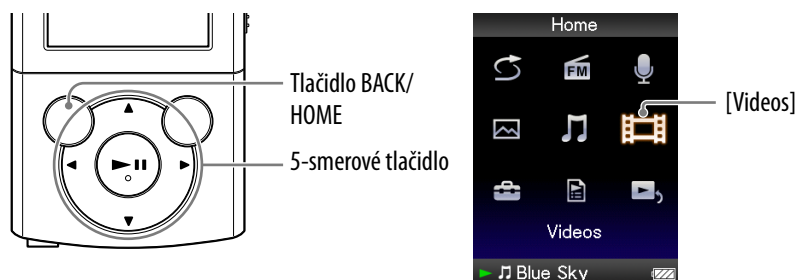 Tlačidlo BACK/
HOME
5-smerové tlačidlo
Home
FM
[Videos]
Videos
Blue Sky